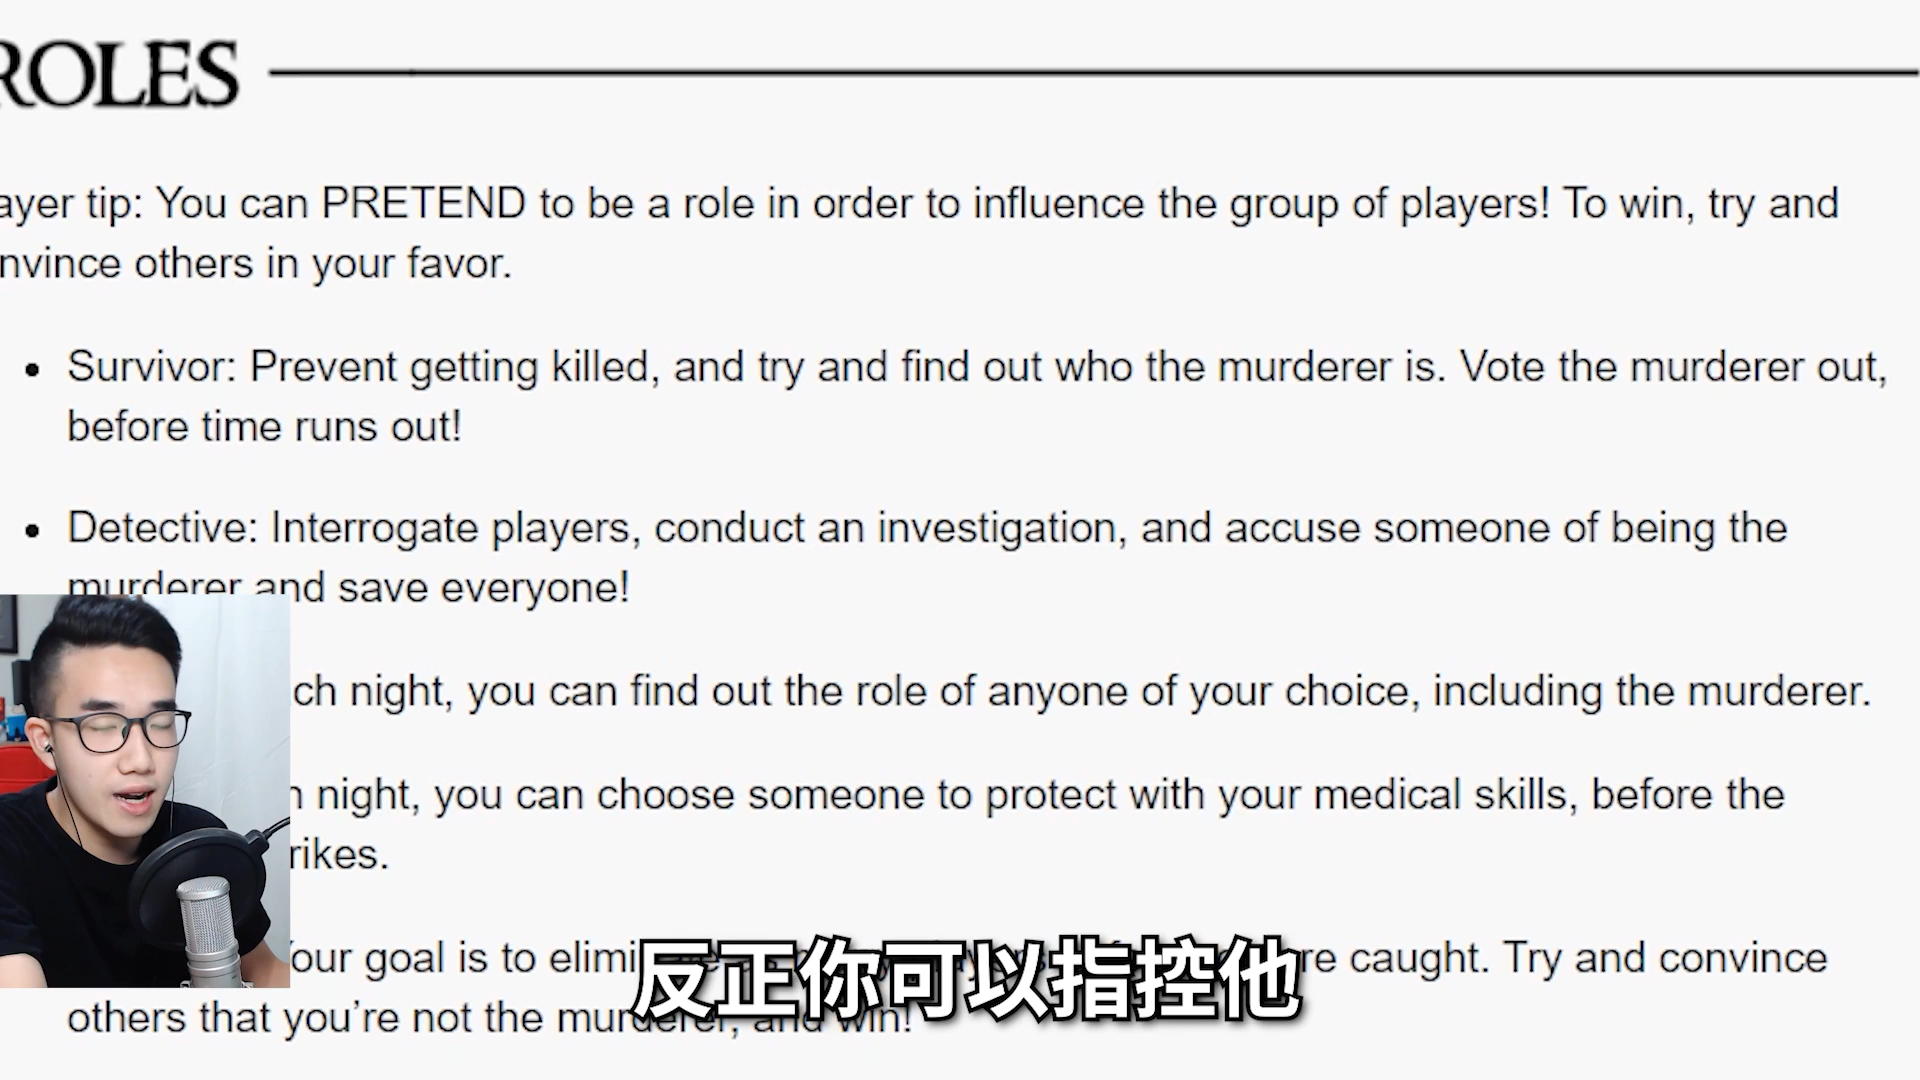 ROLES
ayer tip: You can PRETEND to be a role in order to influence the group of players! To win, try and
nvince others in your favor.
• Survivor: Prevent getting killed, and try and find out who the murderer is. Vote the murderer out,
before time runs out!
• Detective: Interrogate players, conduct an investigation, and accuse someone of being the
murderer and save everyone!
ch night, you can find out the role of anyone of your choice, including the murderer.
night, you can choose someone to protect with your medical skills, before the
rikes.
our goal is to re caught. Try and convince
others that you’re not the murderer, and win!
反正你可以指控他